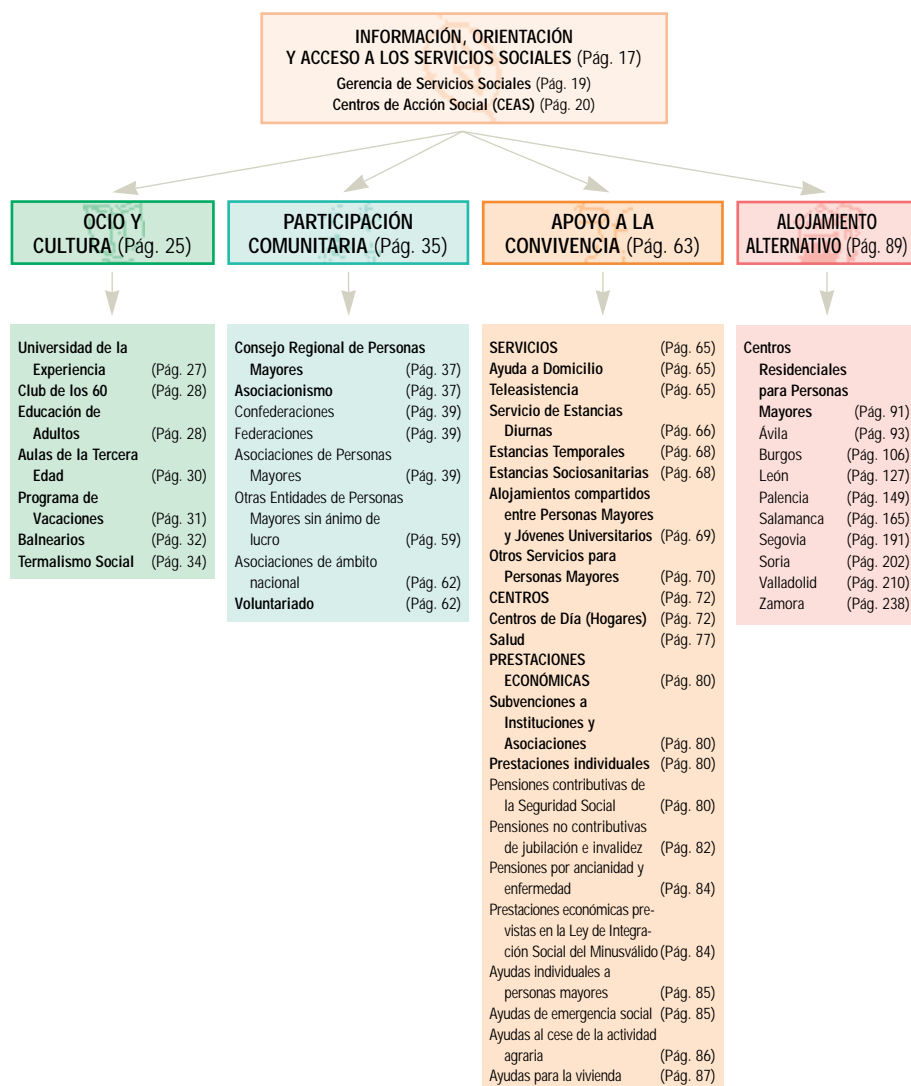 INFORMACIÓN, ORIENTACIÓN
Y ACCESO A LOS SERVICIOS SOCIALES (Pág. 17)
Gerencia de Servicios Sociales (Pág. 19)
Centros de Acción Social (CEAS) (Pág. 20)
OCIO Y
CULTURA (Pág. 25)
Universidad de la
Experiencia (Pág. 27)
Club de los 60 (Pág. 28)
Educación de
Adultos (Pág. 28)
Aulas de la Tercera
Edad (Pág. 30)
Programa de
Vacaciones (Pág. 31)
Balnearios (Pág. 32)
Termalismo Social (Pág. 34)
PARTICIPACIÓN
COMUNITARIA (Pág. 35)
Consejo Regional de Personas
Mayores (Pág. 37)
Asociacionismo (Pág. 37)
Confederaciones (Pág. 39)
Federaciones (Pág. 39)
Asociaciones de Personas
Mayores (Pág. 39)
Otras Entidades de Personas
Mayores sin ánimo de
lucro (Pág. 59)
Asociaciones de ámbito
nacional (Pág. 62)
Voluntariado (Pág. 62)
APOYO A LA
CONVIVENCIA (Pág. 63)
SERVICIOS (Pág. 65)
Ayuda a Domicilio (Pág. 65)
Teleasistencia (Pág. 65)
Servicio de Estancias
Diurnas (Pág. 66)
Estancias Temporales (Pág. 68)
Estancias Sociosanitarias (Pág. 68)
Alojamientos compartidos
entre Personas Mayores
y Jóvenes Universitarios (Pág. 69)
Otros Servicios para
Personas Mayores (Pág. 70)
CENTROS (Pág. 72)
Centros de Día (Hogares) (Pág. 72)
Salud (Pág. 77)
PRESTACIONES
ECONÓMICAS (Pág. 80)
Subvenciones a
Instituciones y
Asociaciones (Pág. 80)
Prestaciones individuales (Pág. 80)
Pensiones contributivas de
la Seguridad Social (Pág. 80)
Pensiones no contributivas
de jubilación e invalidez (Pág. 82)
Pensiones por ancianidad y
enfermedad (Pág. 84)
Prestaciones económicas pre-
vistas en la Ley de Integra-
ción Social del Minusválido (Pág. 84)
Ayudas individuales a
personas mayores (Pág. 85)
Ayudas de emergencia social (Pág. 85)
Ayudas al cese de la actividad
agraria (Pág. 86)
Ayudas para la vivienda (Pág. 87)
ALOJAMIENTO
ALTERNATIVO (Pág. 89)
Centros
Residenciales
para Personas
Mayores (Pág. 91)
Ávila (Pág. 93)
Burgos (Pág. 106)
León (Pág. 127)
Palencia (Pág. 149)
Salamanca (Pág. 165)
Segovia (Pág. 191)
Soria (Pág. 202)
Valladolid (Pág. 210)
Zamora (Pág. 238)